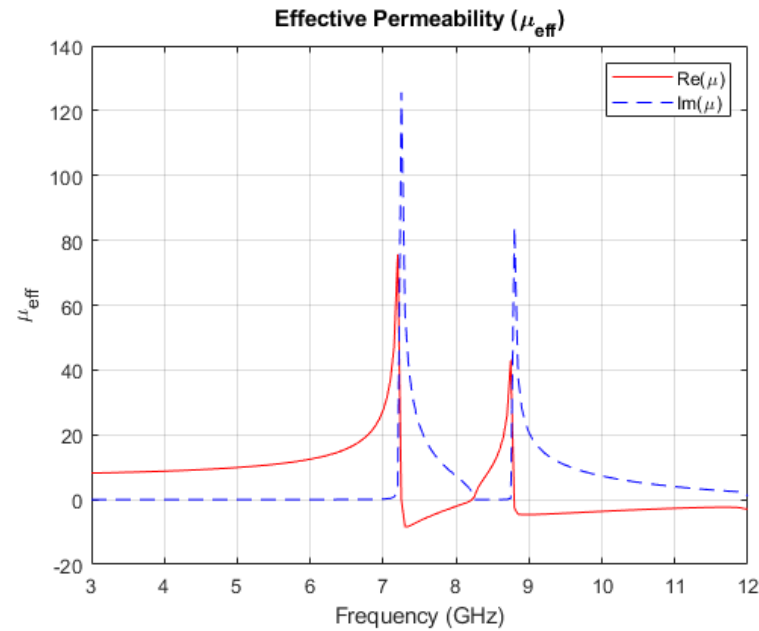 Effective Permeability (μeff)
140
120
100
80
60
40
20
0
-20
μeff
Re(μ)
Im(μ)
3 4 5 6 7 8 9 10 11 12
Frequency (GHz)